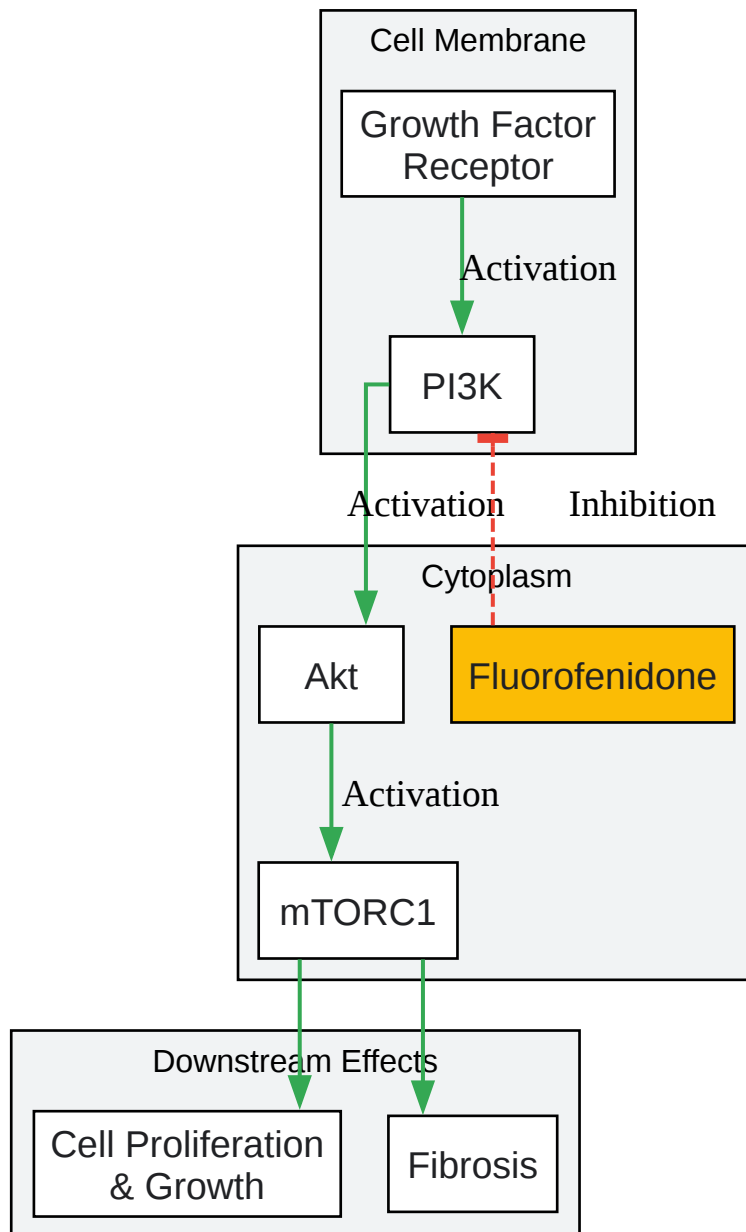 Cell Membrane
Growth Factor
Receptor
Activation
PI3K
Activation
Inhibition
Cytoplasm
Akt
Fluorofenidone
Activation
mTORC1
Downstream Effects
Cell Proliferation
& Growth
Fibrosis